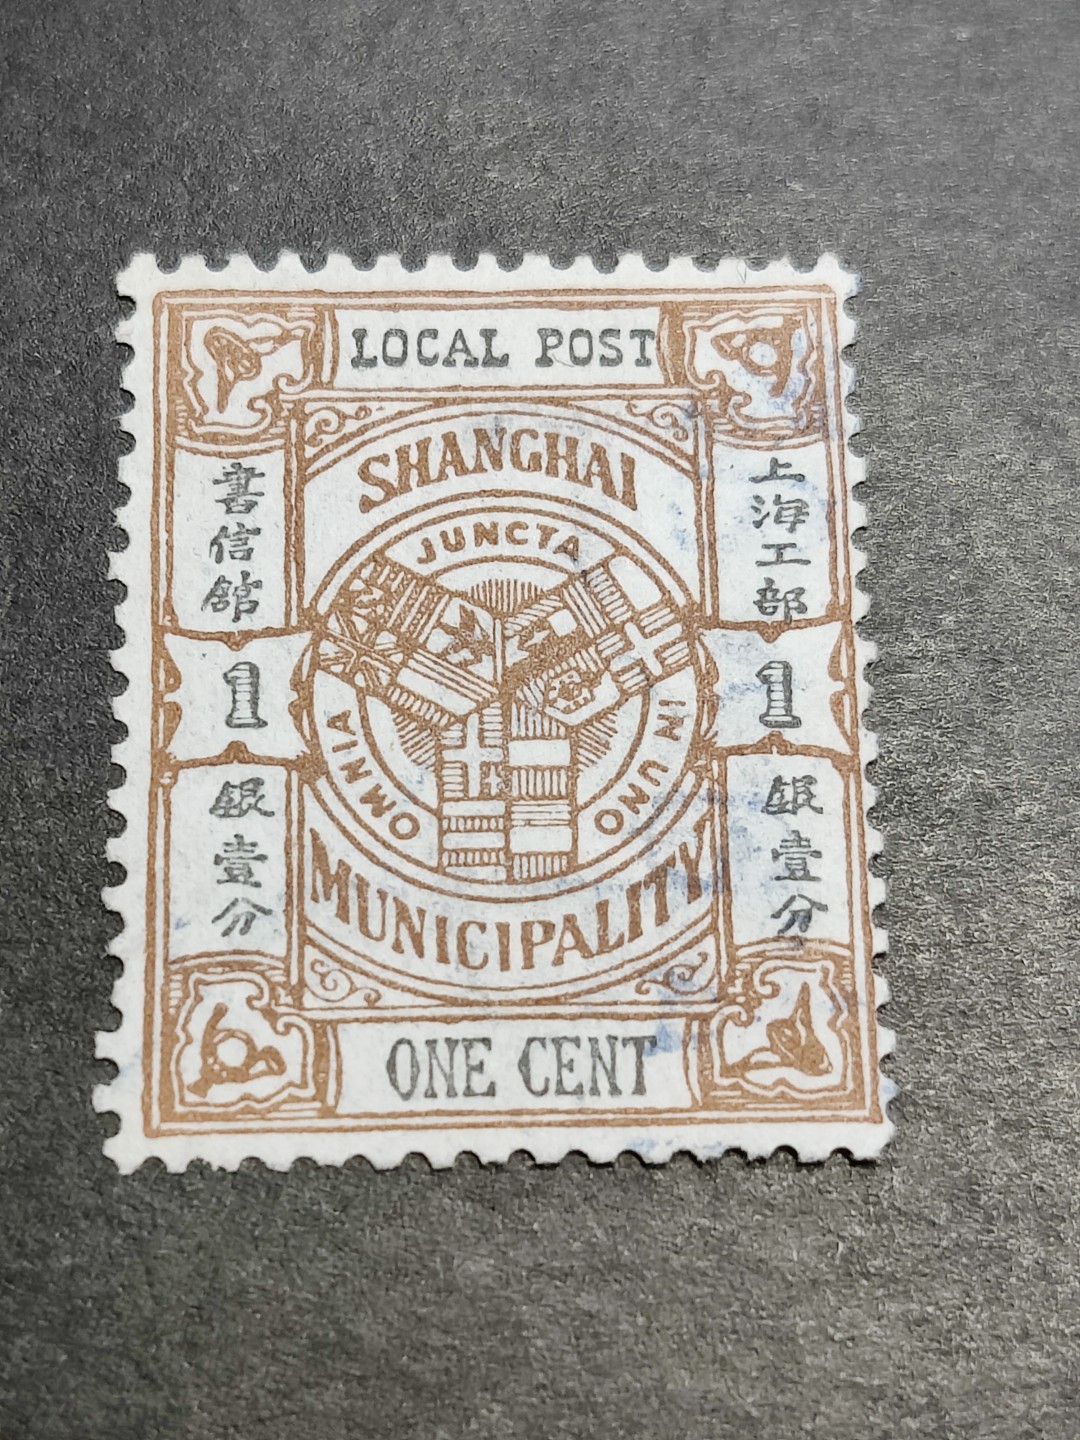 LOCAL POST
SHANGHAI
JUNCTA IN UNO OMNIA
MUNICIPALITY
上海工部
書信館
1
1
銀壹分
銀壹分
ONE CENT